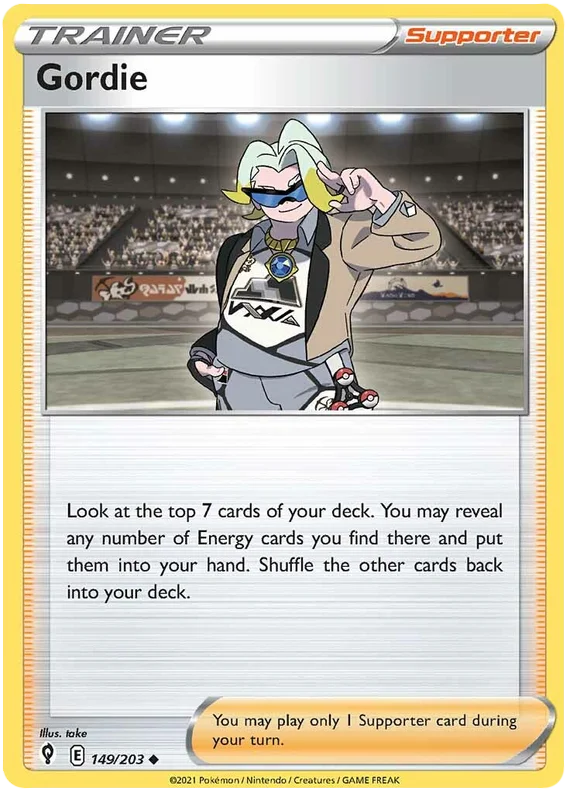 TRAINER
Supporter
Gordie
Look at the top 7 cards of your deck. You may reveal
any number of Energy cards you find there and put
them into your hand. Shuffle the other cards back
into your deck.
You may play only 1 Supporter card during
your turn.
Illus. take
E 149/203
©2021 Pokémon / Nintendo / Creatures / GAME FREAK